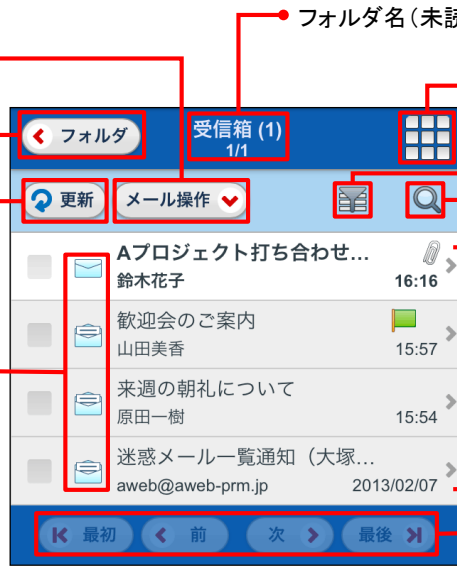 フォルダ名（未読
フォルダ
受信箱 (1)
1/1
更新
メール操作
Aプロジェクト打ち合わせ…
鈴木花子
16:16
歓迎会のご案内
山田美香
15:57
来週の朝礼について
原田一樹
15:54
迷惑メール一覧通知（大塚…
aweb@aweb-prm.jp
2013/02/07
最初
前
次
最後